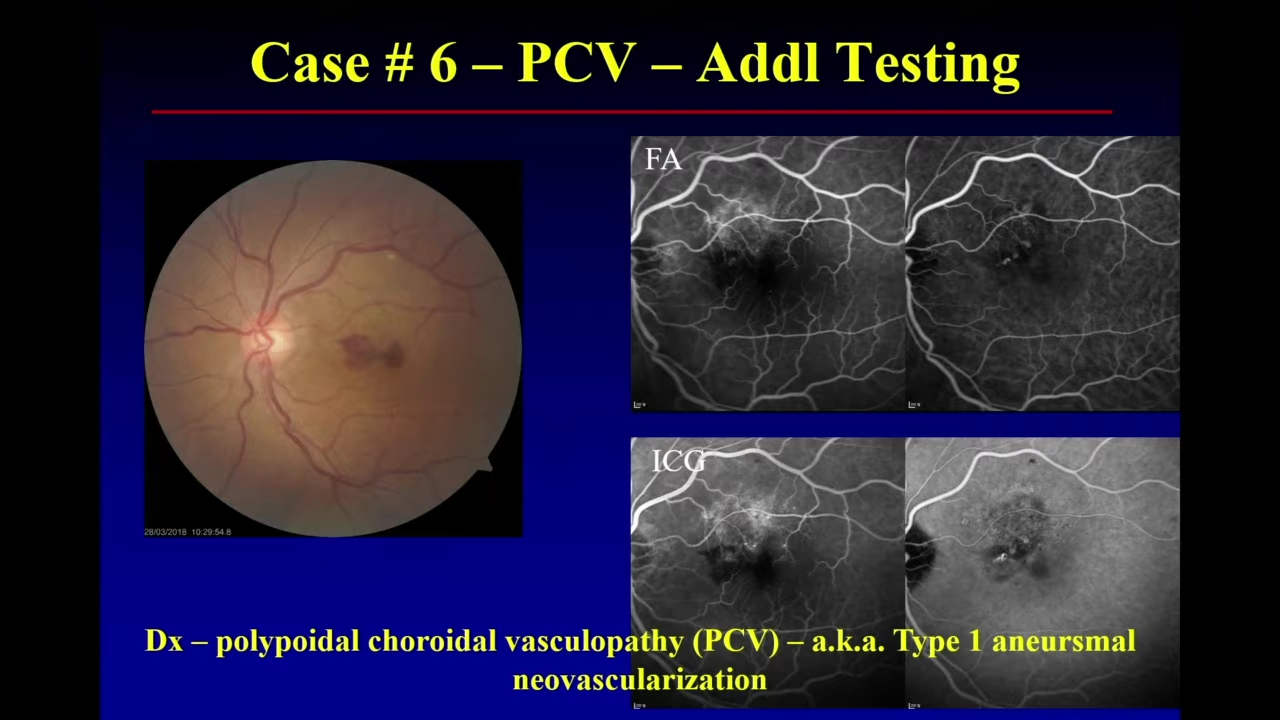 Case # 6 – PCV – Addl Testing
FA
ICG
28/03/2018 10:29:54.8
Dx – polypoidal choroidal vasculopathy (PCV) – a.k.a. Type 1 aneursmal
neovascularization